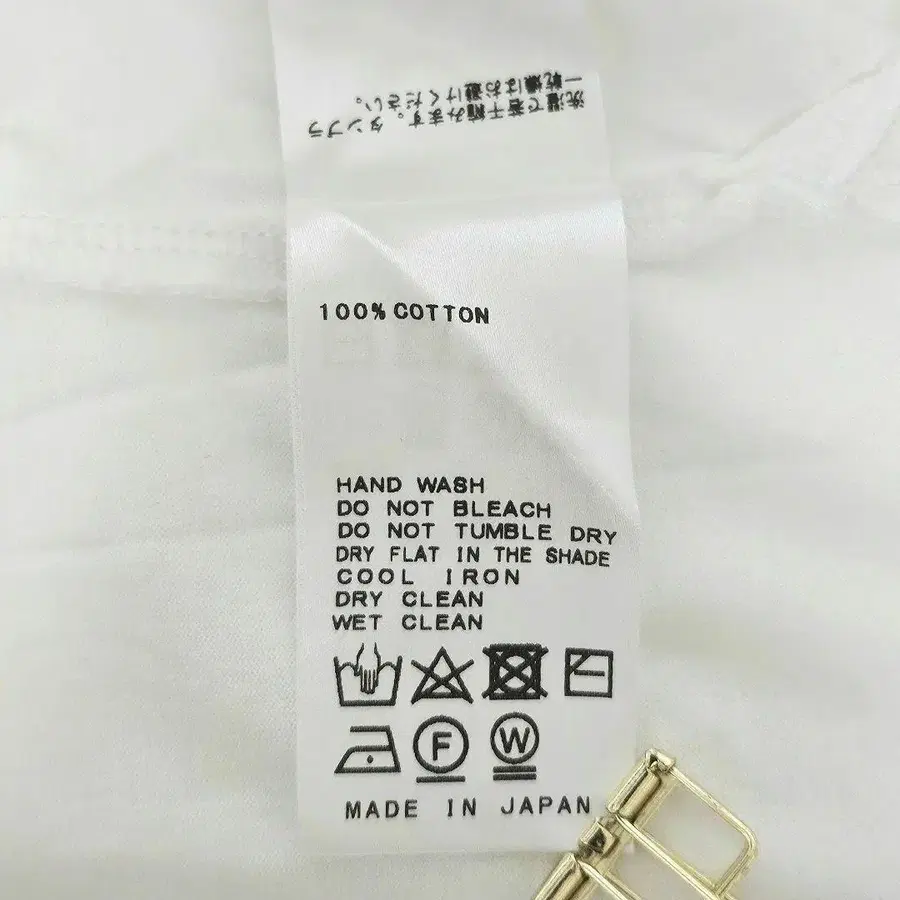 洗濯で若干縮みます。タンブラ
ー乾燥はお避けください。
100% COTTON
HAND WASH
DO NOT BLEACH
DO NOT TUMBLE DRY
DRY FLAT IN THE SHADE
COOL IRON
DRY CLEAN
WET CLEAN
F W
MADE IN JAPAN